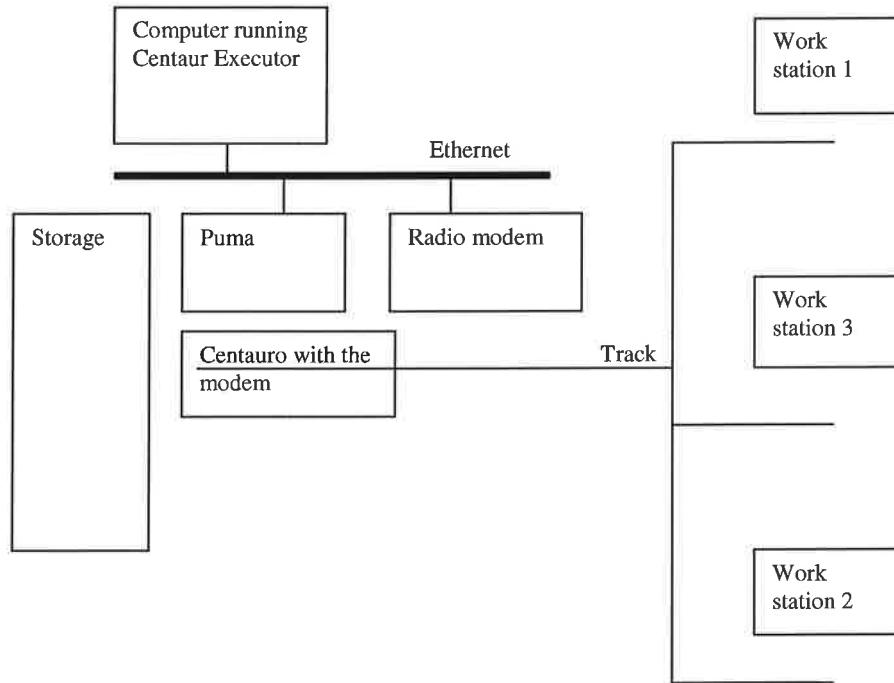 Computer running
Centaur Executor
Work
station 1
Ethernet
Storage
Puma
Radio modem
Work
station 3
Centauro with the
modem
Track
Work
station 2